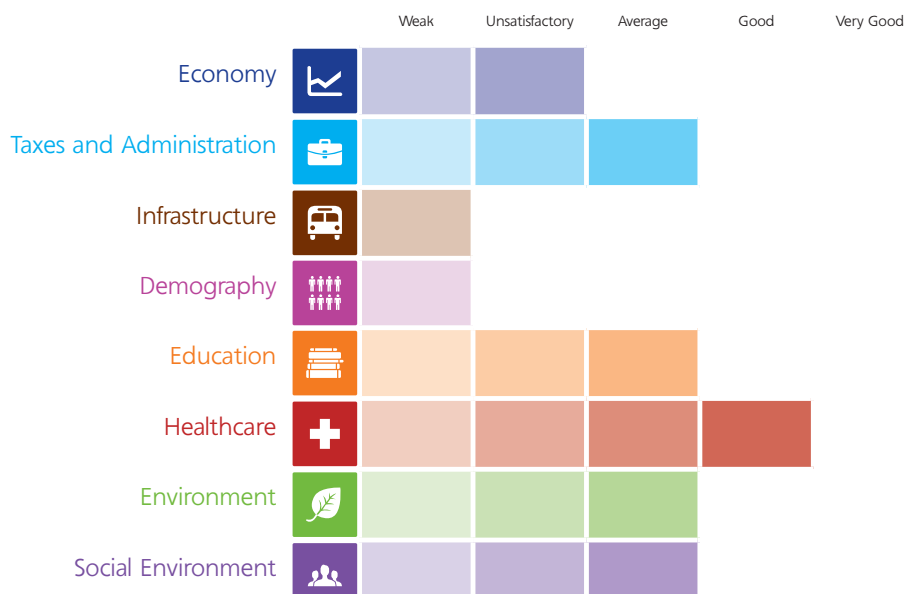 Weak Unsatisfactory Average Good Very Good
Economy
Taxes and Administration
Infrastructure
Demography
Education
Healthcare
Environment
Social Environment